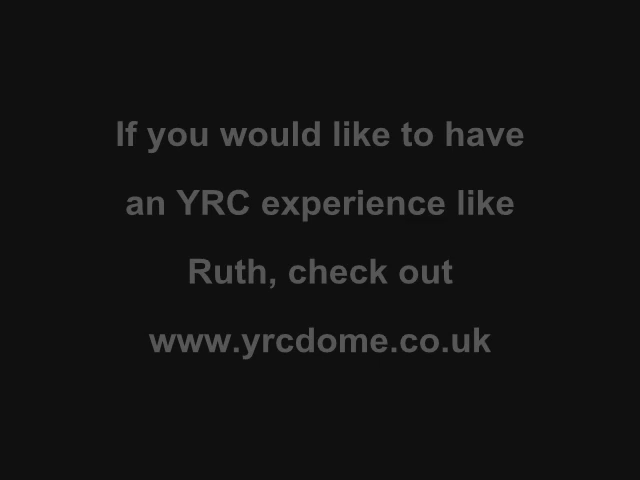 If you would like to have
an YRC experience like
Ruth, check out
www.yrcdome.co.uk